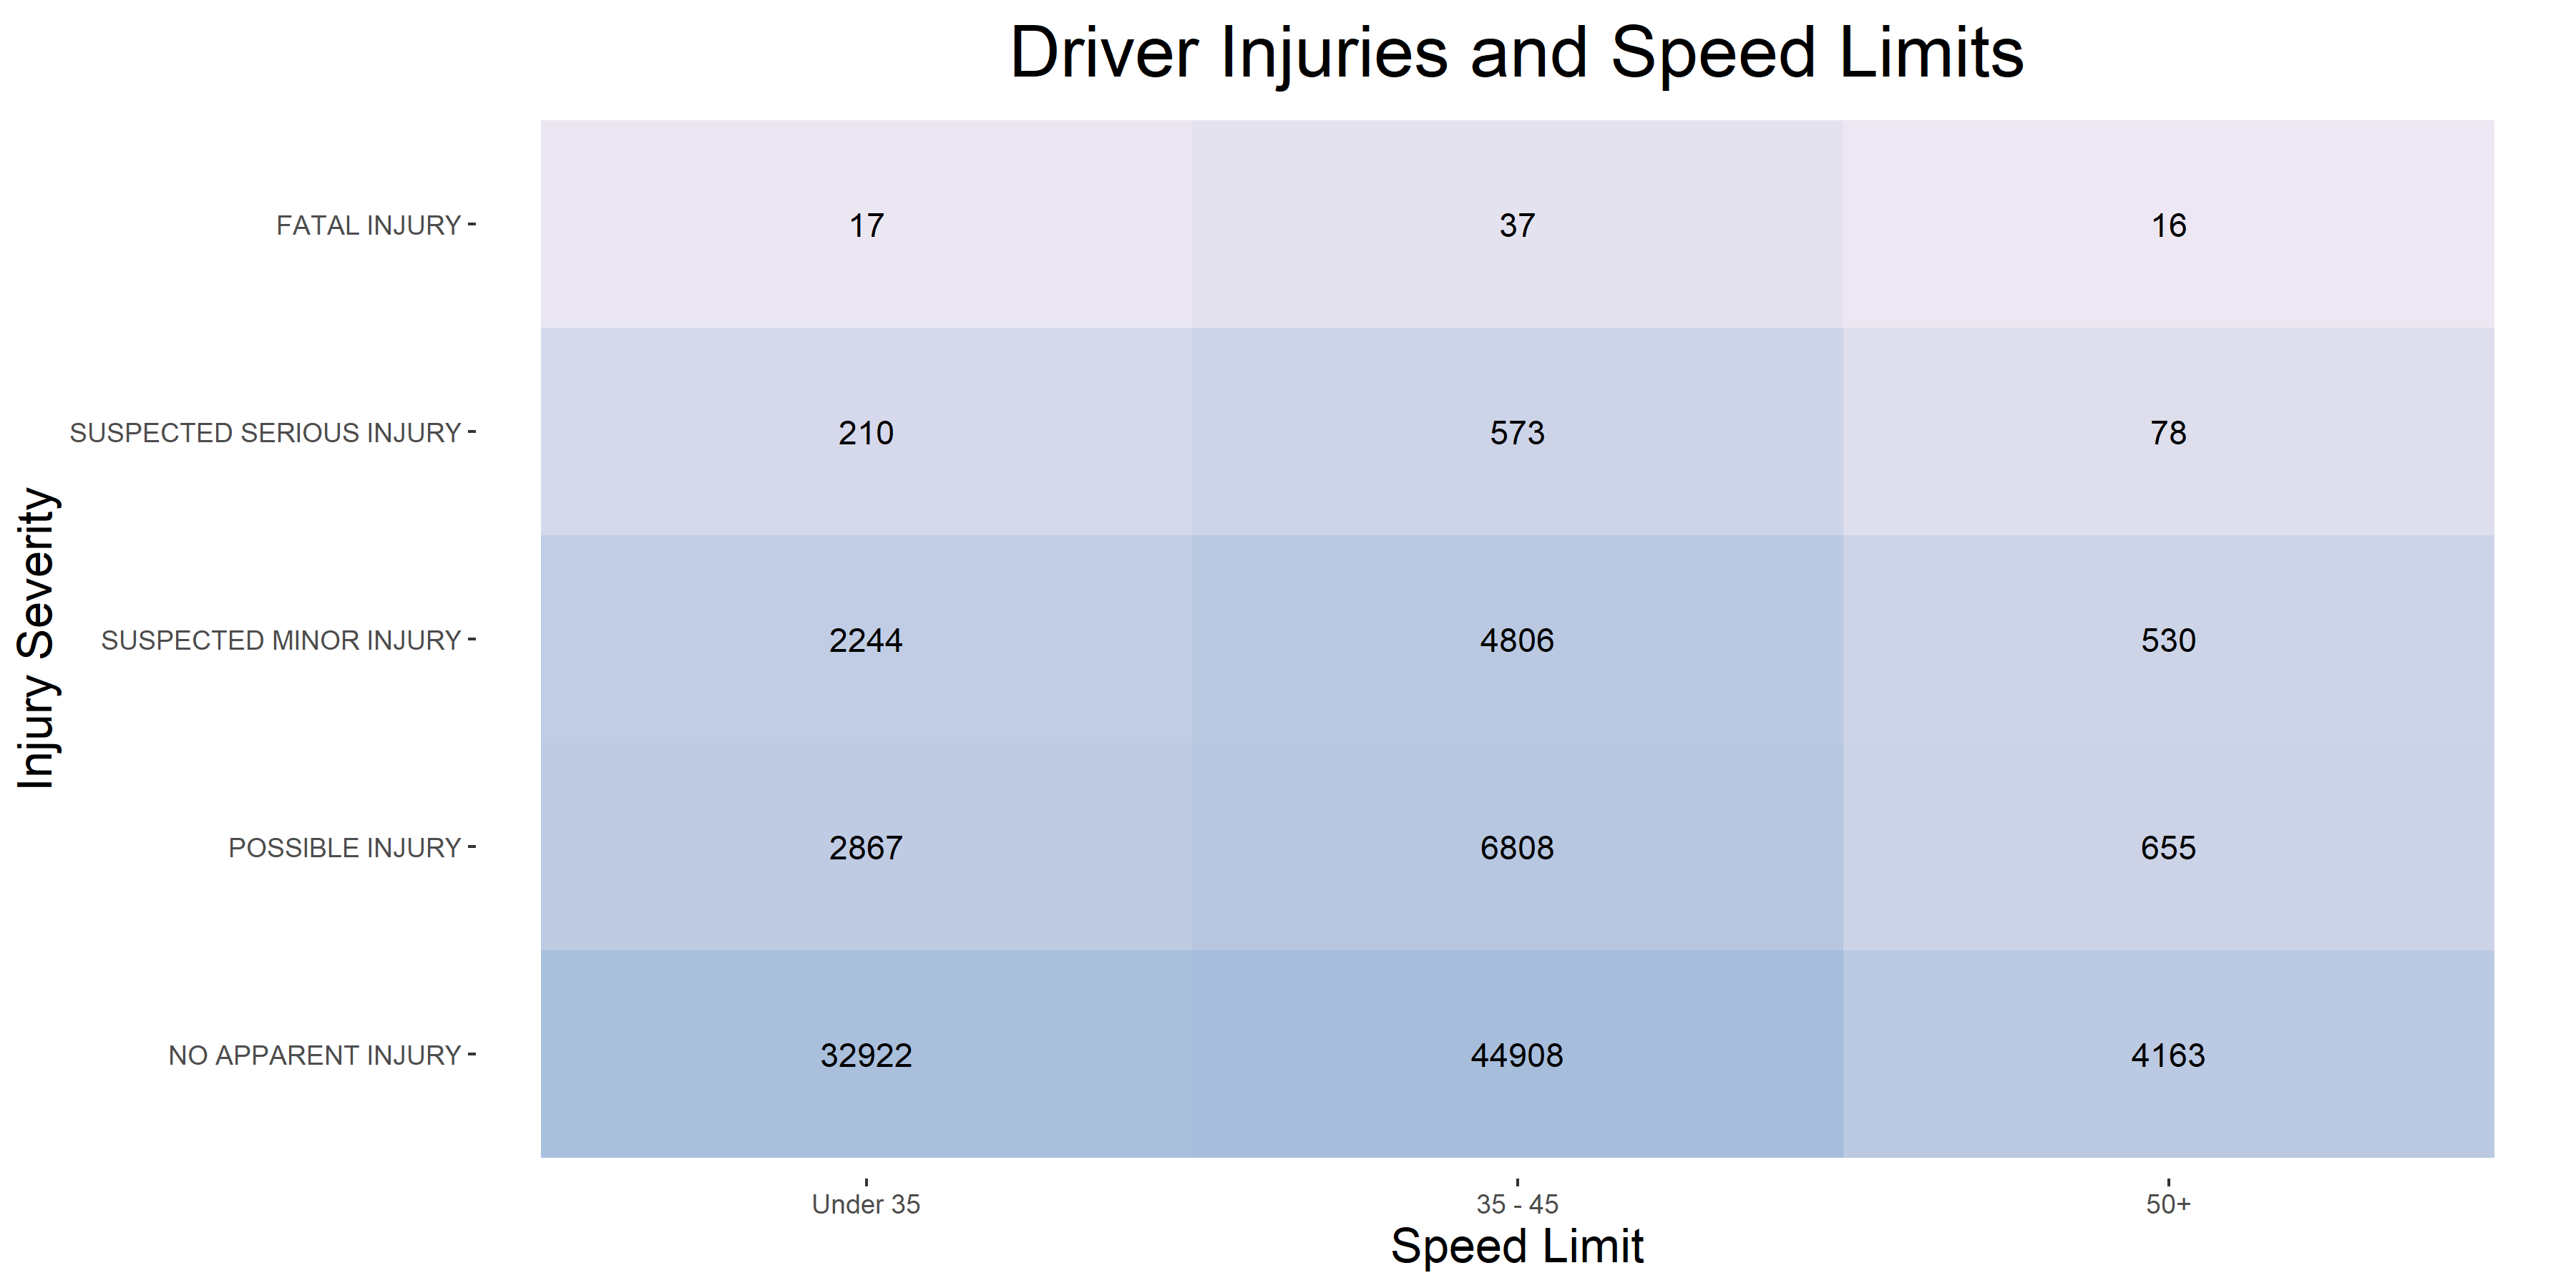 Driver Injuries and Speed Limits
FATAL INJURY 17 37 16
SUSPECTED SERIOUS INJURY 210 573 78
SUSPECTED MINOR INJURY 2244 4806 530
POSSIBLE INJURY 2867 6808 655
NO APPARENT INJURY 32922 44908 4163
Injury Severity
Under 35 35 - 45 50+
Speed Limit